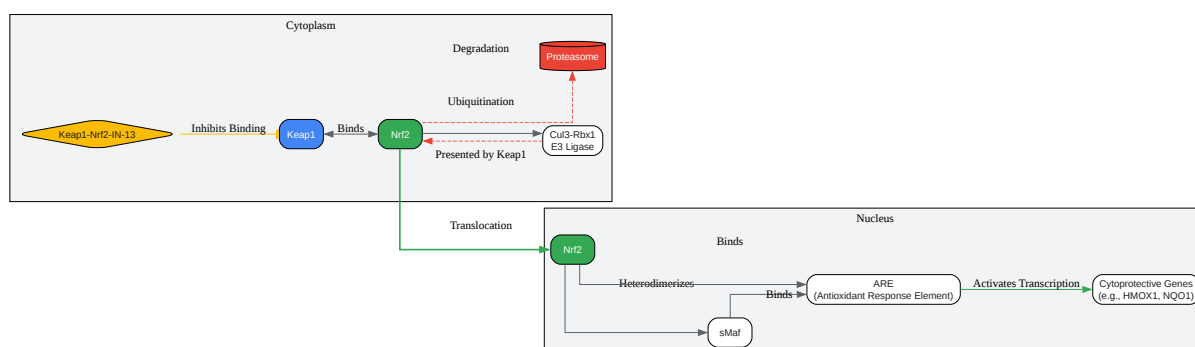 Cytoplasm
Degradation
Proteasome
Ubiquitination
Keap1-Nrf2-IN-13
Inhibits Binding
Keap1
Binds
Nrf2
Cul3-Rbx1
E3 Ligase
Presented by Keap1
Translocation
Nucleus
Nrf2
Binds
Heterodimerizes
Binds
ARE
(Antioxidant Response Element)
Activates Transcription
Cytoprotective Genes
(e.g., HMOX1, NQO1)
sMaf